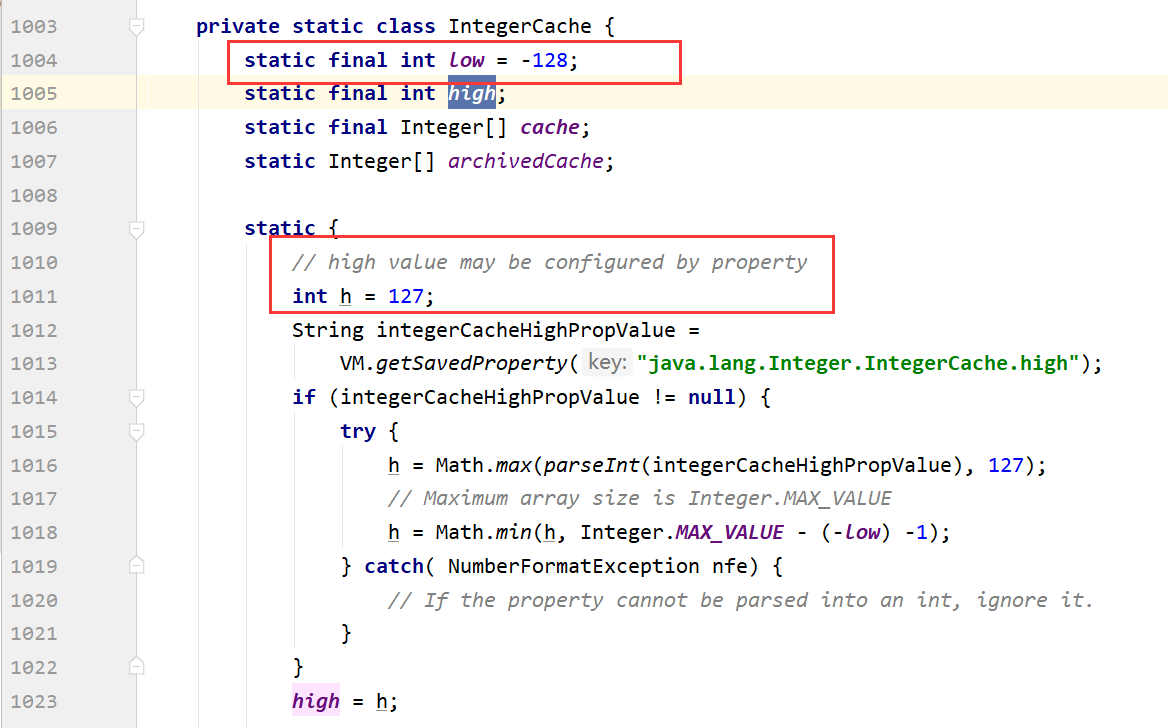 1003 private static class IntegerCache {
1004 static final int low = -128;
1005 static final int high;
1006 static final Integer[] cache;
1007 static Integer[] archivedCache;
1008
1009 static {
1010 // high value may be configured by property
1011 int h = 127;
1012 String integerCacheHighPropValue =
1013 VM.getSavedProperty( key: "java.lang.Integer.IntegerCache.high");
1014 if (integerCacheHighPropValue != null) {
1015 try {
1016 h = Math.max(parseInt(integerCacheHighPropValue), 127);
1017 // Maximum array size is Integer.MAX_VALUE
1018 h = Math.min(h, Integer.MAX_VALUE - (-low) -1);
1019 } catch( NumberFormatException nfe) {
1020 // If the property cannot be parsed into an int, ignore it.
1021 }
1022 }
1023 high = h;